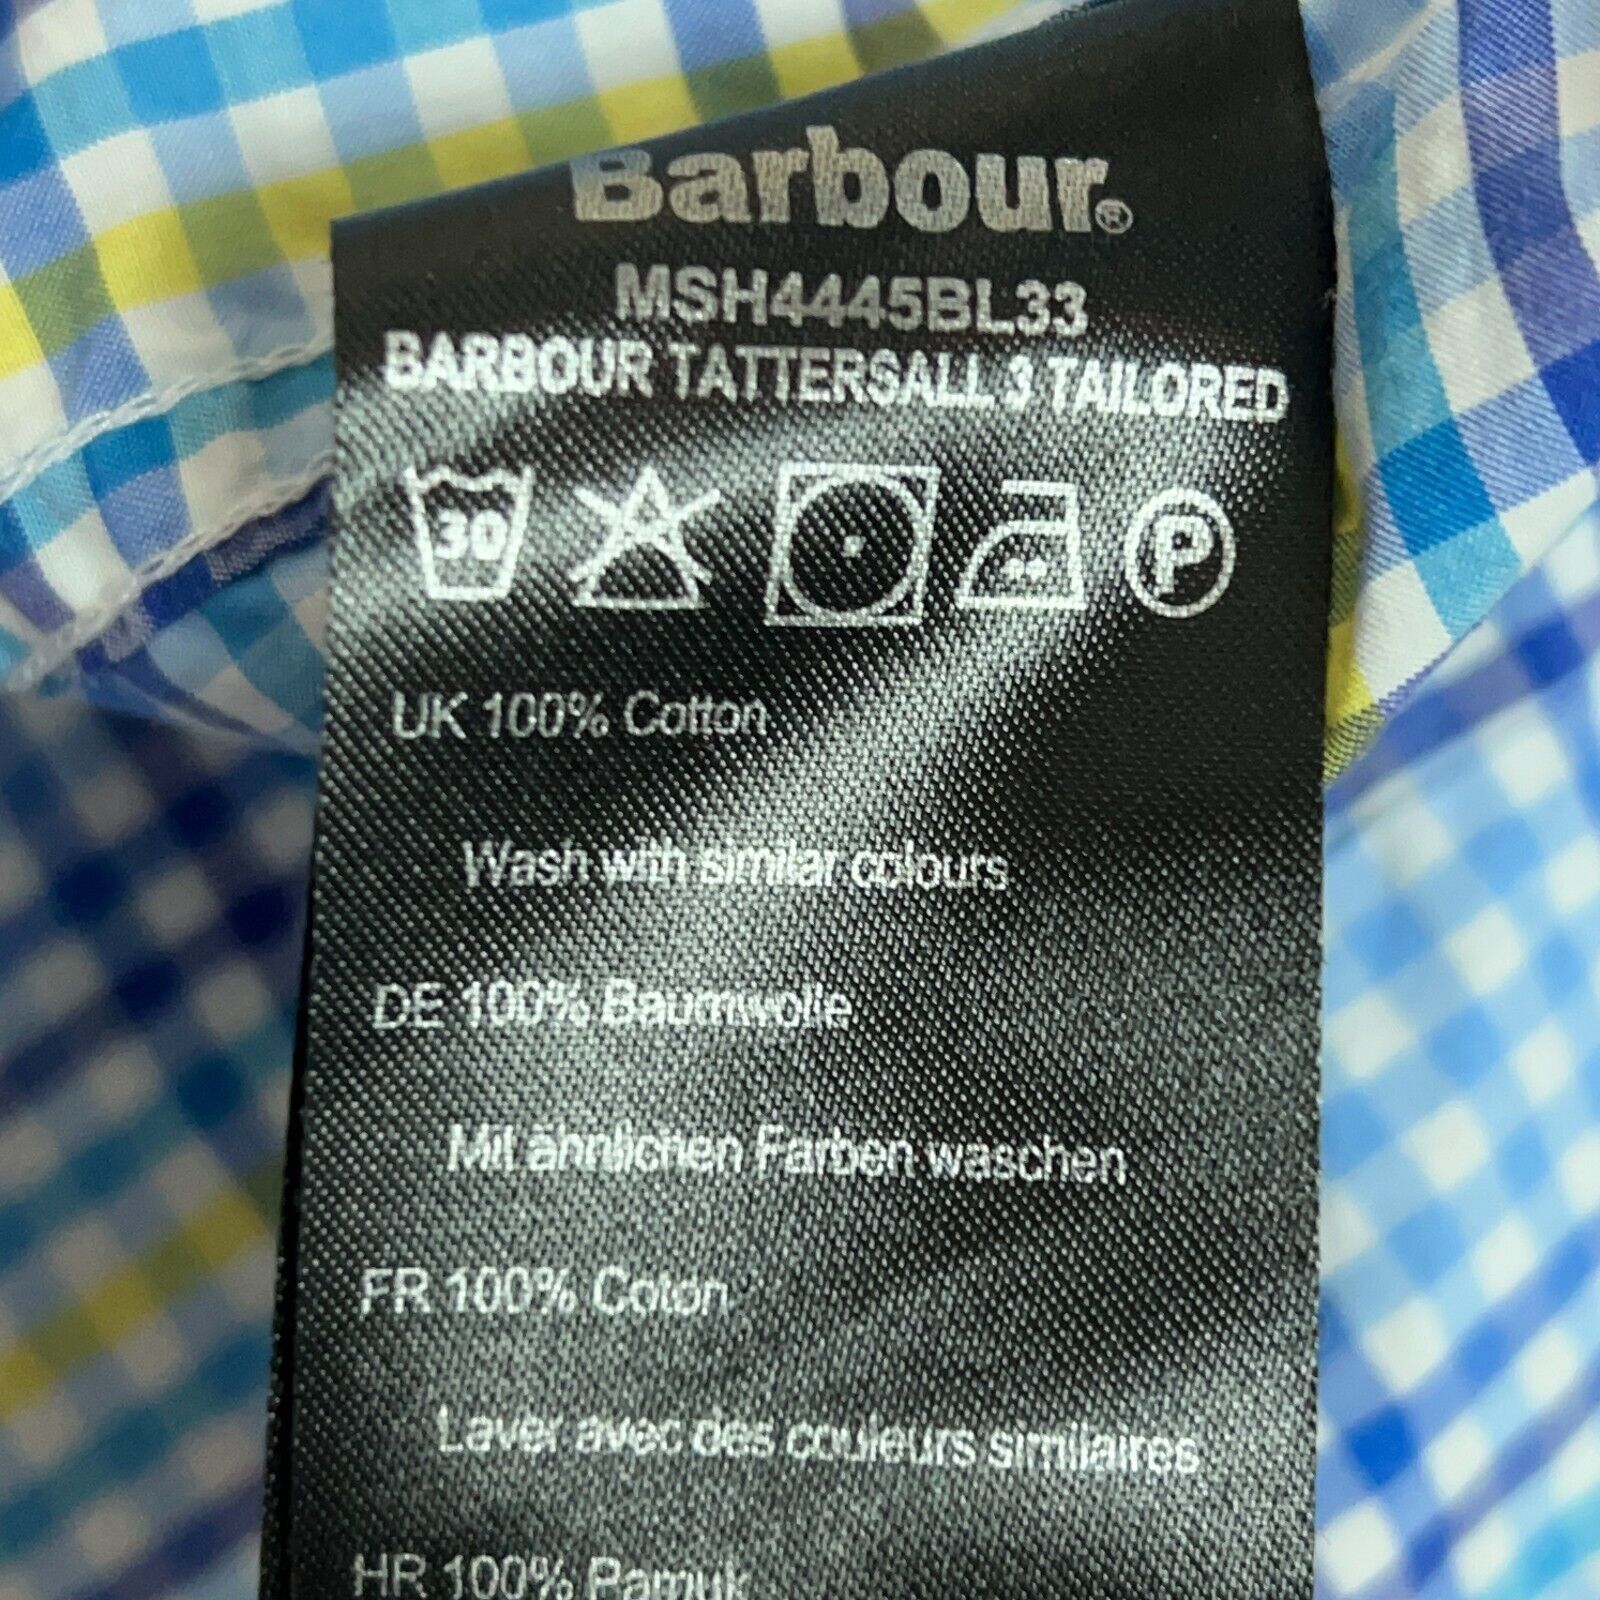 Barbour®
MSH4445BL33
BARBOUR TATTERSALL 3 TAILORED
30 P
UK 100% Cotton
Wash with similar colours
DE 100% Baumwolle
Mit ähnlichen Farben waschen
FR 100% Coton
Laver avec des couleurs similaires
HR 100% Pamuk